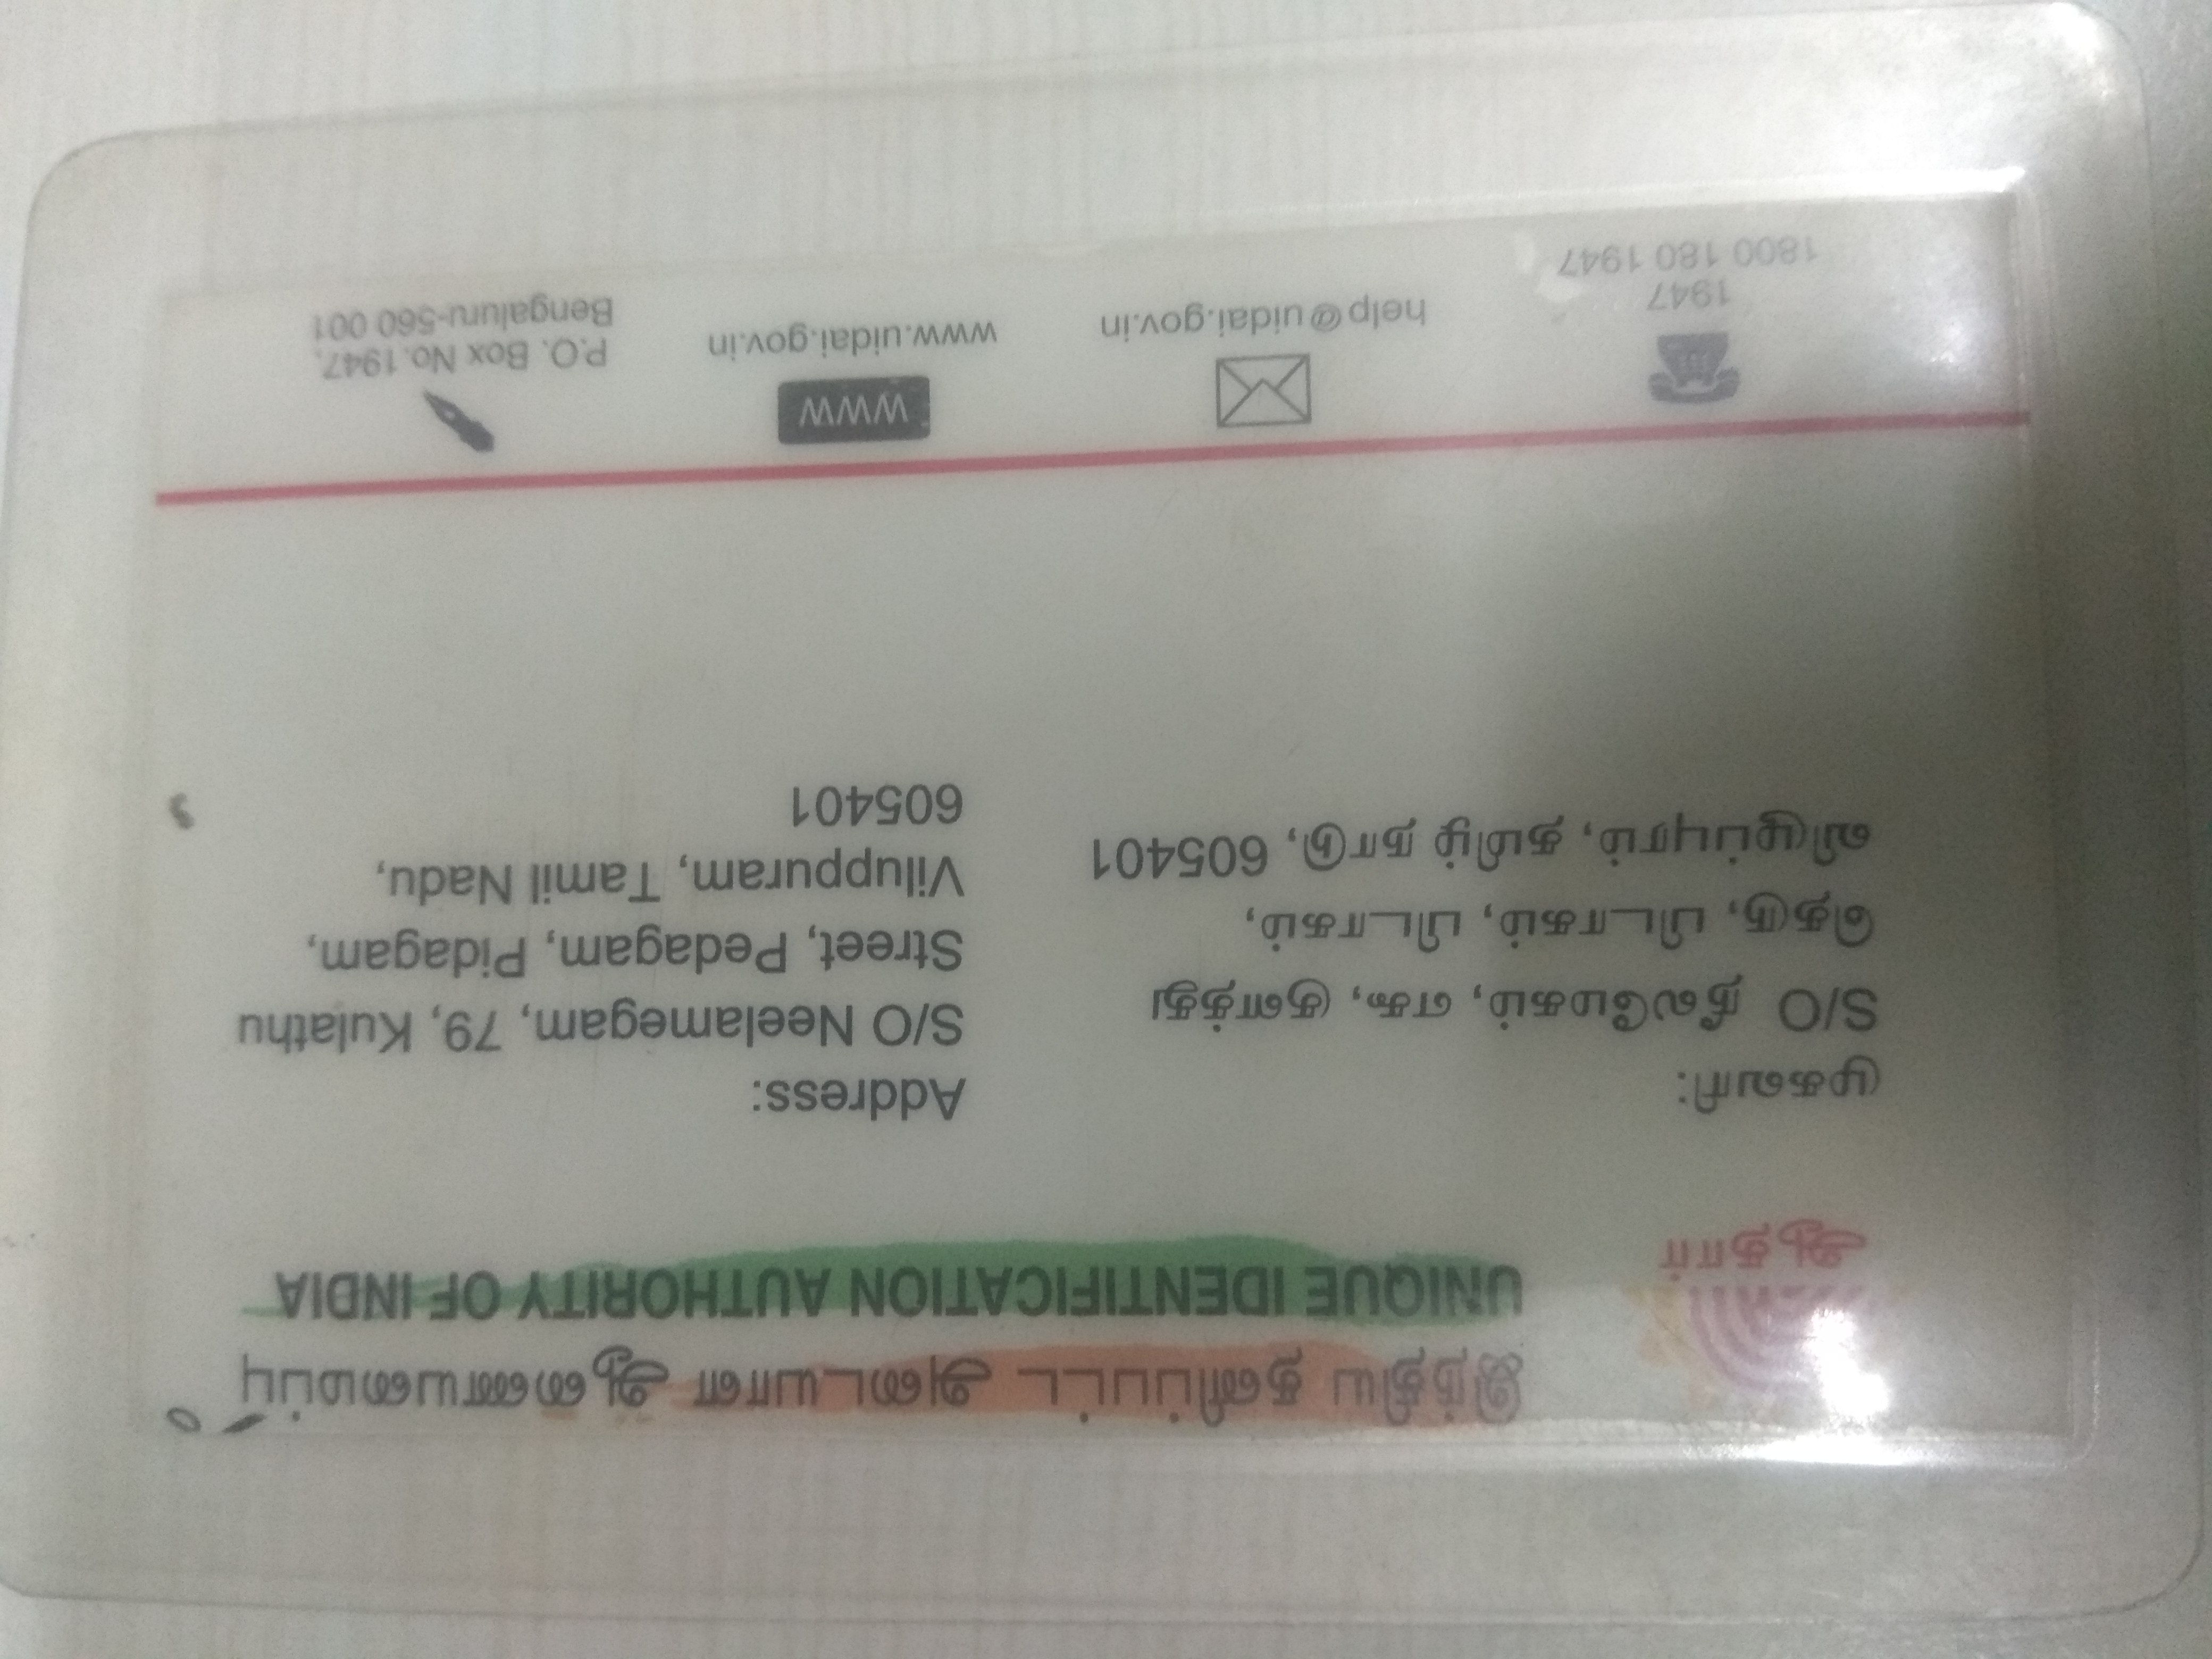 இந்திய தனிப்பட்ட அடையாள ஆணையமைப்பு
UNIQUE IDENTIFICATION AUTHORITY OF INDIA
ஆதார்
முகவரி:
S/O நீலமேகம், எக, குளத்து
தெரு, பிடாகம், பிடாகம்,
விழுப்புரம், தமிழ் நாடு, 605401
Address:
S/O Neelamegam, 79, Kulathu
Street, Pedagam, Pidagam,
Viluppuram, Tamil Nadu,
605401
1947
1800 180 1947
help@uidai.gov.in
WWW
www.uidai.gov.in
P.O. Box No.1947,
Bengaluru-560 001